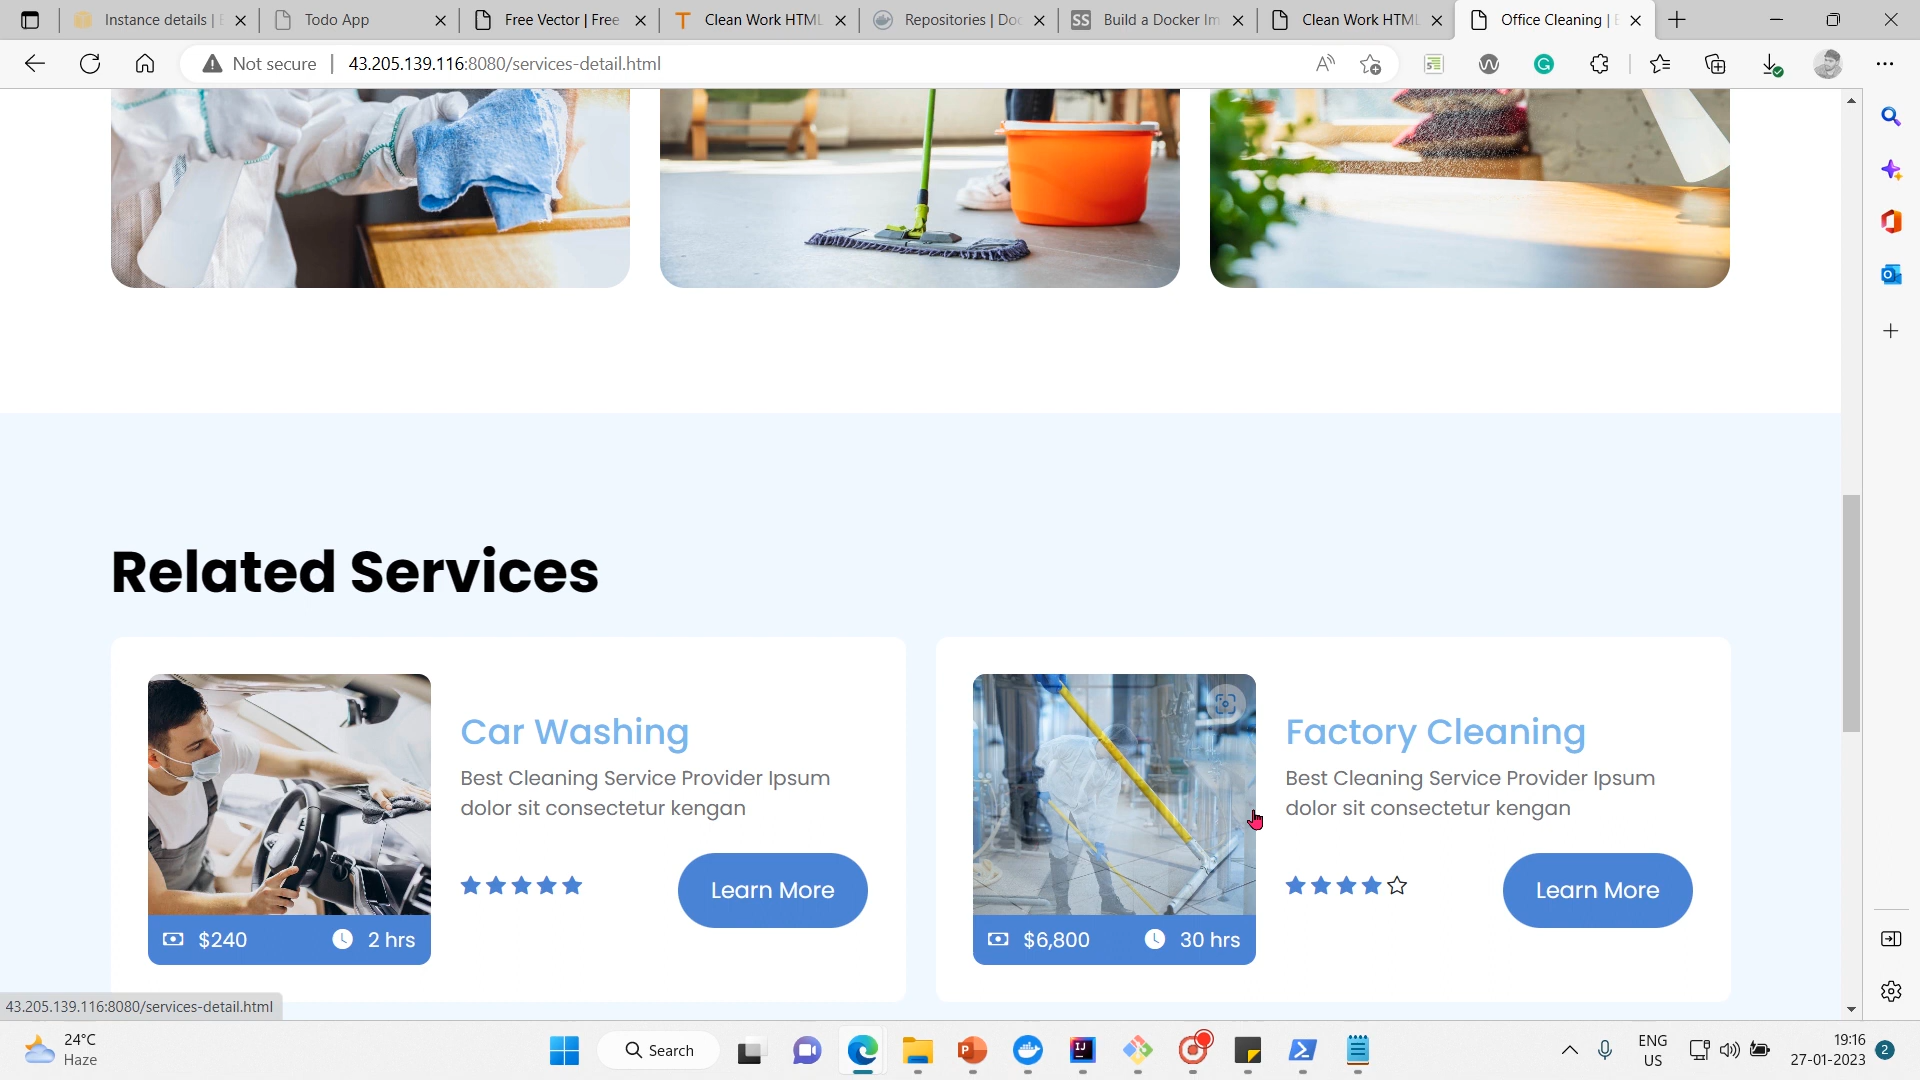 Instance details | E
Todo App
Free Vector | Free
Clean Work HTML
Repositories | Doc
Build a Docker Im
Clean Work HTML
Office Cleaning | E
Not secure
43.205.139.116:8080/services-detail.html
Related Services
Car Washing
Best Cleaning Service Provider Ipsum
dolor sit consectetur kengan
Learn More
$240
2 hrs
Factory Cleaning
Best Cleaning Service Provider Ipsum
dolor sit consectetur kengan
Learn More
$6,800
30 hrs
43.205.139.116:8080/services-detail.html
24°C
Haze
Search
ENG
US
19:16
27-01-2023
2